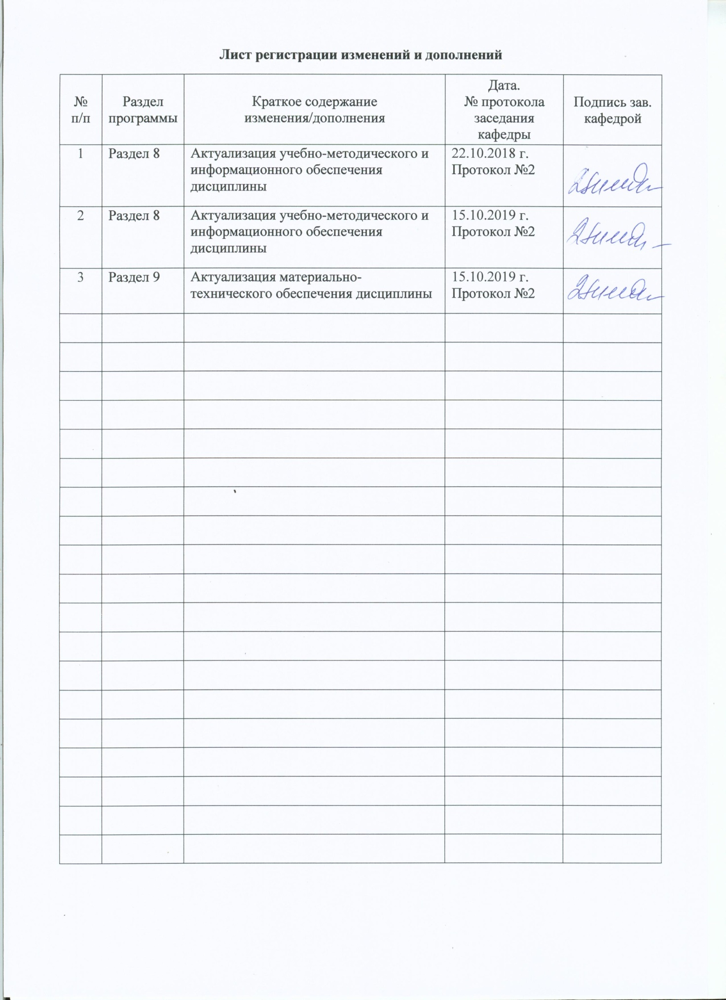 Лист регистрации изменений и дополнений
№
п/п
Раздел
программы
Краткое содержание
изменения/дополнения
Дата.
№ протокола
заседания
кафедры
Подпись зав.
кафедрой
1
Раздел 8
Актуализация учебно-методического и
информационного обеспечения
дисциплины
22.10.2018 г.
Протокол №2
2
Раздел 8
Актуализация учебно-методического и
информационного обеспечения
дисциплины
15.10.2019 г.
Протокол №2
3
Раздел 9
Актуализация материально-
технического обеспечения дисциплины
15.10.2019 г.
Протокол №2